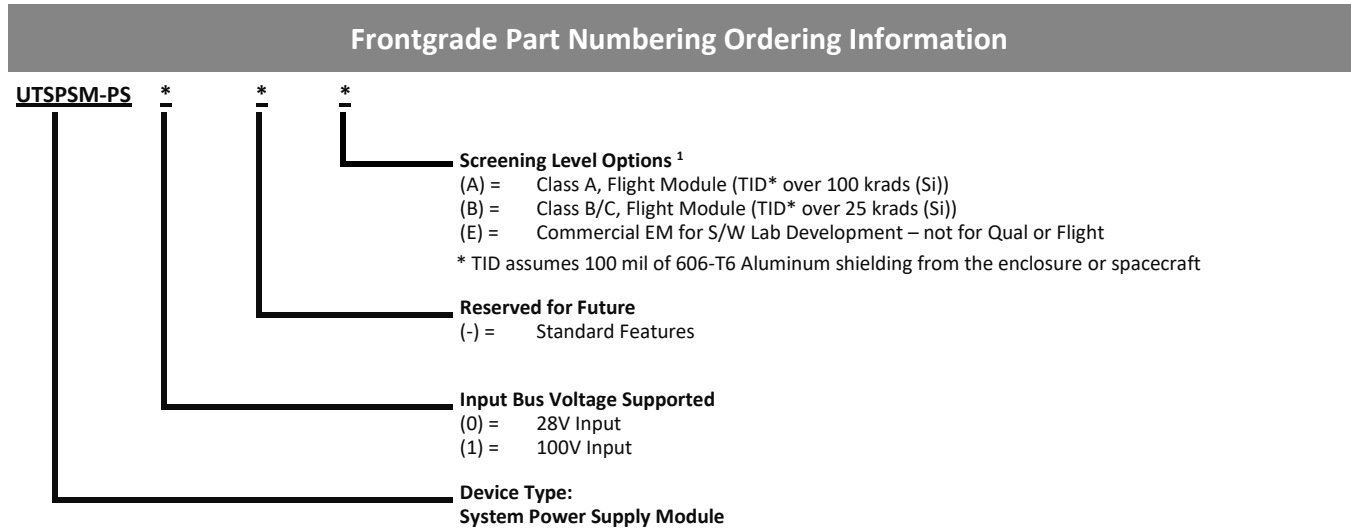 Frontgrade Part Numbering Ordering Information
UTSPSM-PS * * *
Screening Level Options 1
(A) = Class A, Flight Module (TID* over 100 krads (Si))
(B) = Class B/C, Flight Module (TID* over 25 krads (Si))
(E) = Commercial EM for S/W Lab Development – not for Qual or Flight
* TID assumes 100 mil of 606-T6 Aluminum shielding from the enclosure or spacecraft
Reserved for Future
(-) = Standard Features
Input Bus Voltage Supported
(0) = 28V Input
(1) = 100V Input
Device Type:
System Power Supply Module